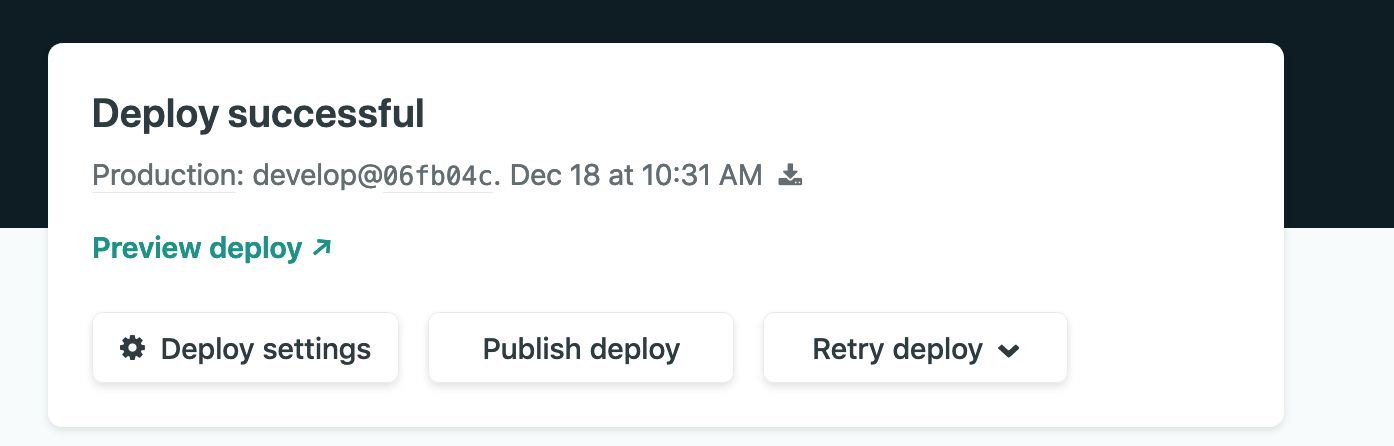 Deploy successful
Production: develop@06fb04c. Dec 18 at 10:31 AM
Preview deploy ↗
Deploy settings
Publish deploy
Retry deploy